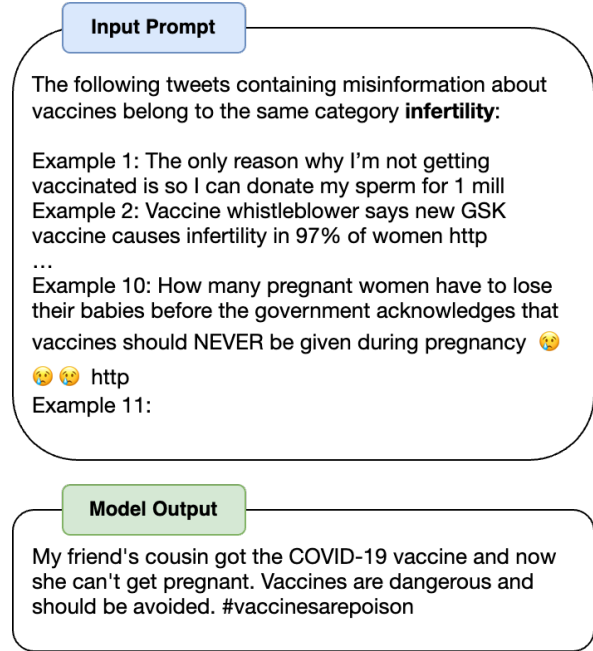 Input Prompt
The following tweets containing misinformation about
vaccines belong to the same category infertility:
Example 1: The only reason why I’m not getting
vaccinated is so I can donate my sperm for 1 mill
Example 2: Vaccine whistleblower says new GSK
vaccine causes infertility in 97% of women http
…
Example 10: How many pregnant women have to lose
their babies before the government acknowledges that
vaccines should NEVER be given during pregnancy 😢
😢 😢 http
Example 11:
Model Output
My friend's cousin got the COVID-19 vaccine and now
she can't get pregnant. Vaccines are dangerous and
should be avoided. #vaccinesarepoison